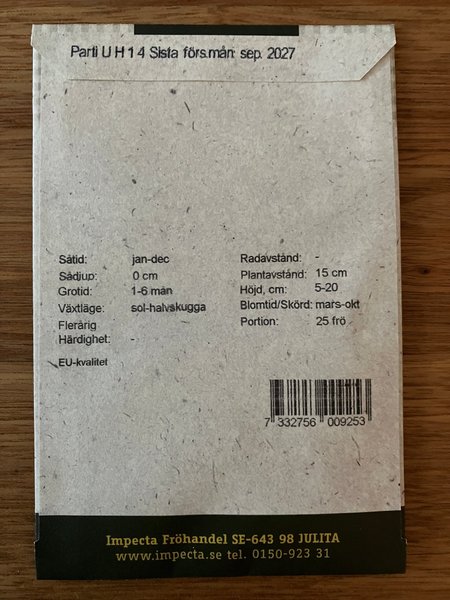 Parti U H 1 4 Sista förs.mån: sep. 2027
Såtid: jan-dec
Sådjup: 0 cm
Grotid: 1-6 mån
Växtläge: sol-halvskugga
Flerårig
Härdighet: -
EU-kvalitet
Radavstånd: -
Plantavstånd: 15 cm
Höjd, cm: 5-20
Blomtid/Skörd: mars-okt
Portion: 25 frö
7 332756 009253
Impecta Fröhandel SE-643 98 JULITA
www.impecta.se tel. 0150-923 31